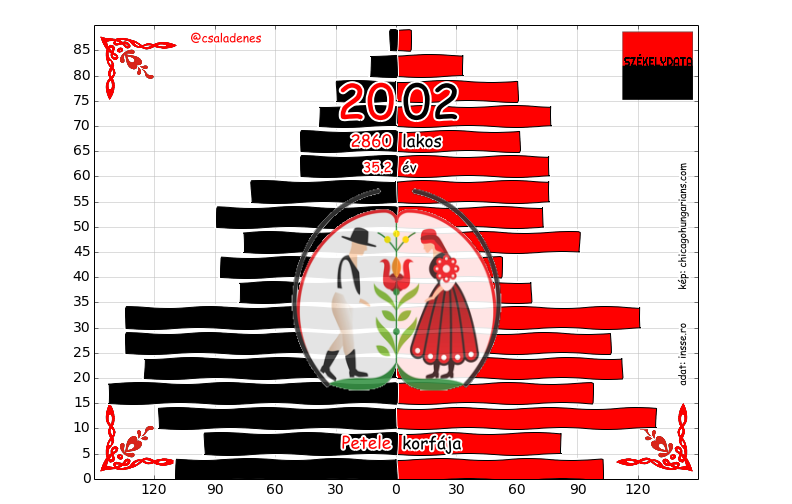 @csaladenes
SZÉKELYDATA
2002
2860 lakos
35.2 év
kép: chicagohungarians.com
adat: insse.ro
Petele korfája
85
80
75
70
65
60
55
50
45
40
35
30
25
20
15
10
5
0
120 90 60 30 0 30 60 90 120